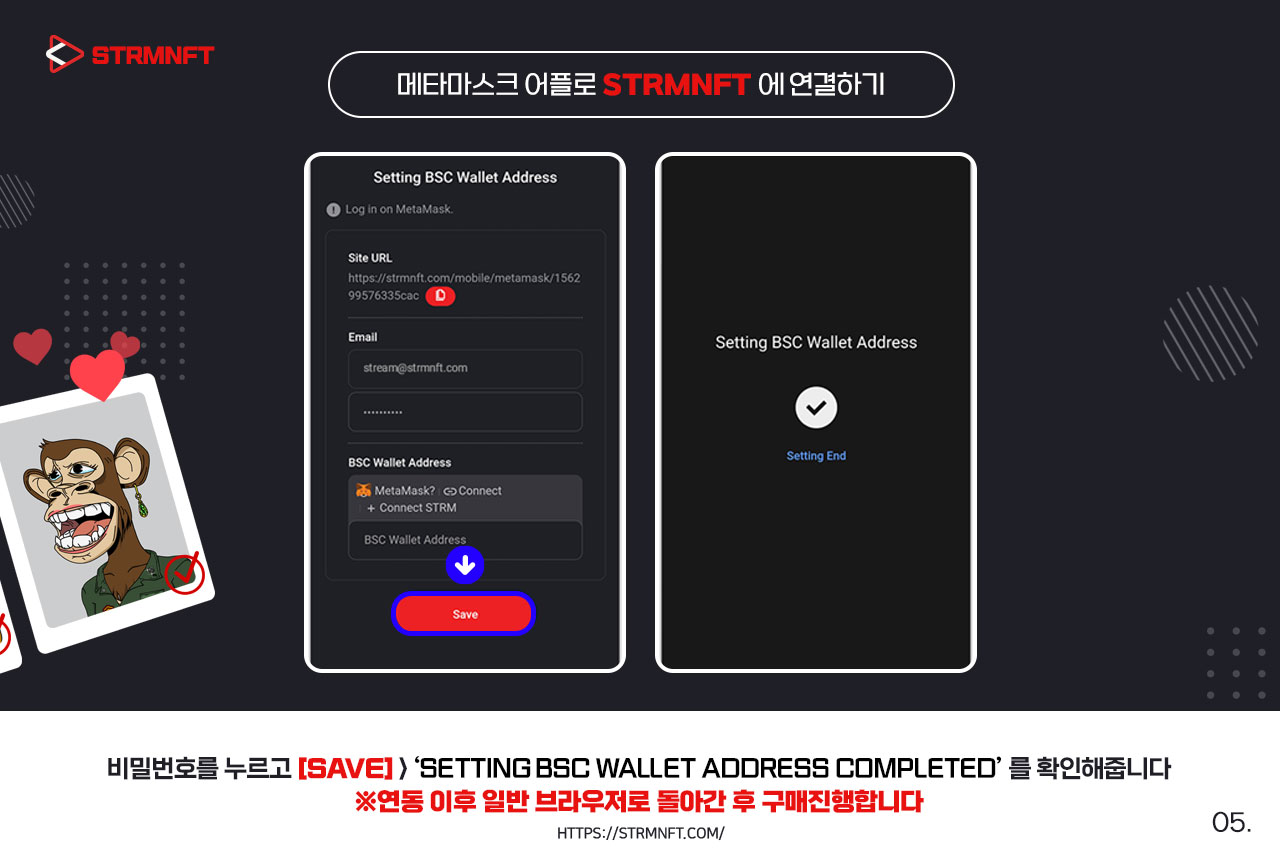 STRMNFT
메타마스크 어플로 STRMNFT 에 연결하기
Setting BSC Wallet Address
Log in on MetaMask.
Site URL
https://strmnft.com/mobile/metamask/1562
99576335cac
Email
stream@strmnft.com
••••••••••
BSC Wallet Address
MetaMask? Connect
+ Connect STRM
BSC Wallet Address
Save
Setting BSC Wallet Address
Setting End
비밀번호를 누르고 [SAVE] > ‘SETTING BSC WALLET ADDRESS COMPLETED’ 를 확인해줍니다
※연동 이후 일반 브라우저로 돌아간 후 구매진행합니다
HTTPS://STRMNFT.COM/
05.